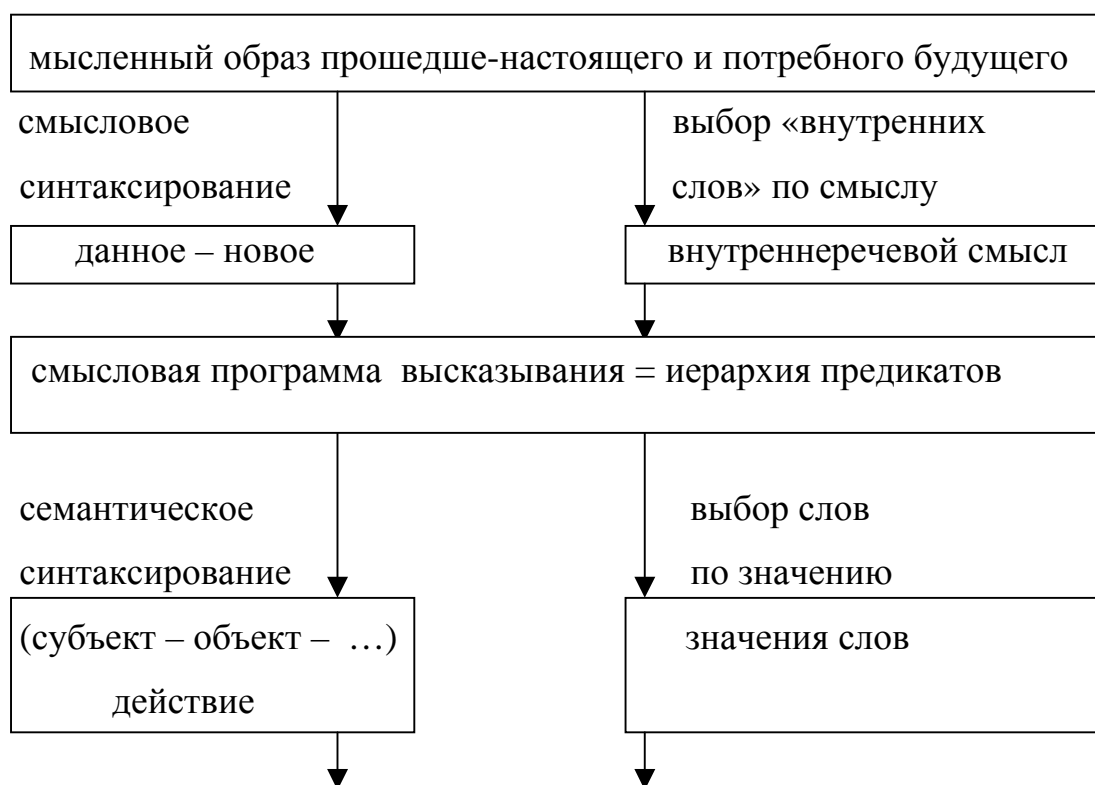 мысленный образ прошедше-настоящего и потребного будущего
смысловое
синтаксирование
выбор «внутренних
слов» по смыслу
данное – новое
внутреннеречевой смысл
смысловая программа высказывания = иерархия предикатов
семантическое
синтаксирование
выбор слов
по значению
(субъект – объект – …)
действие
значения слов